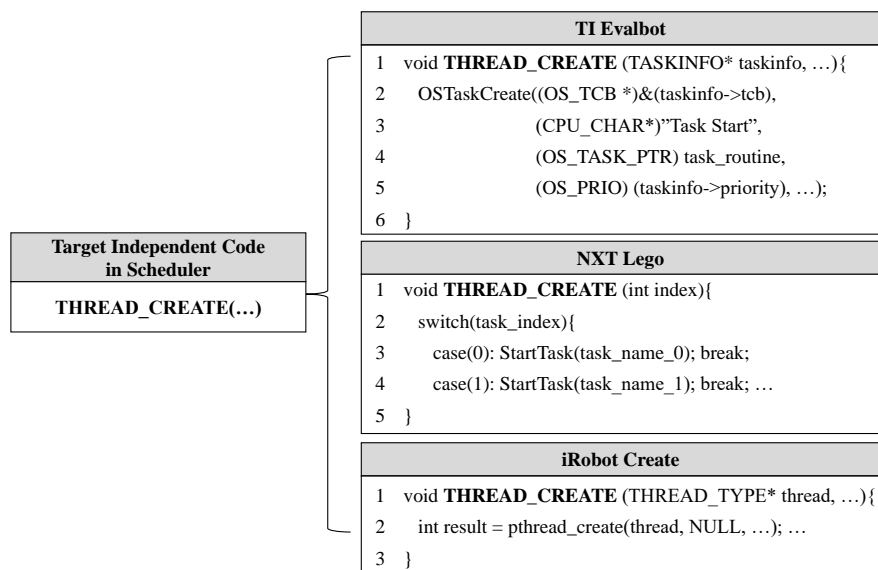 Target Independent Code
in Scheduler
THREAD_CREATE(…)
TI Evalbot
1 void THREAD_CREATE (TASKINFO* taskinfo, …){
2 OSTaskCreate((OS_TCB *)&(taskinfo->tcb),
3 (CPU_CHAR*)”Task Start”,
4 (OS_TASK_PTR) task_routine,
5 (OS_PRIO) (taskinfo->priority), …);
6 }
NXT Lego
1 void THREAD_CREATE (int index){
2 switch(task_index){
3 case(0): StartTask(task_name_0); break;
4 case(1): StartTask(task_name_1); break; …
5 }
iRobot Create
1 void THREAD_CREATE (THREAD_TYPE* thread, …){
2 int result = pthread_create(thread, NULL, …); …
3 }